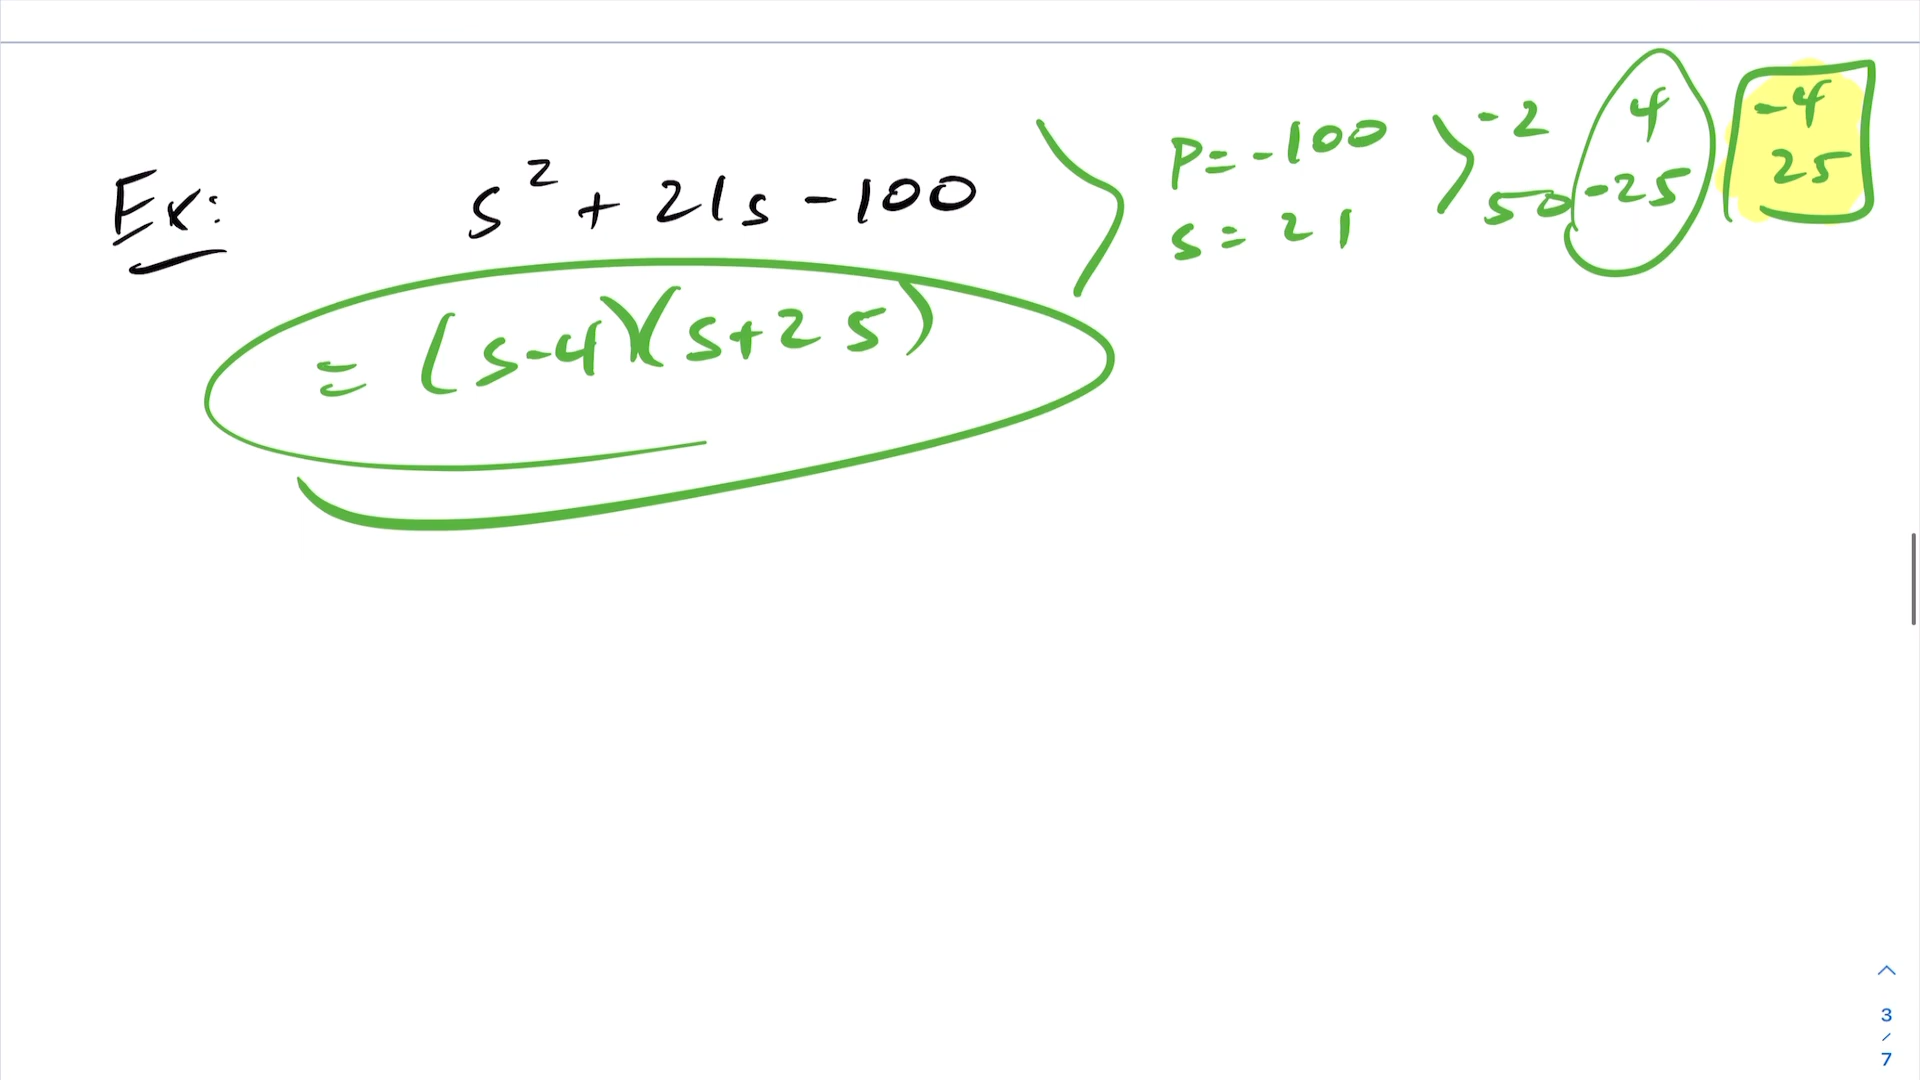 Ex: s² + 21s - 100
= (s-4)(s+25)
P = -100
s = 21
-2 4 -4
50 -25 25
3
/
7